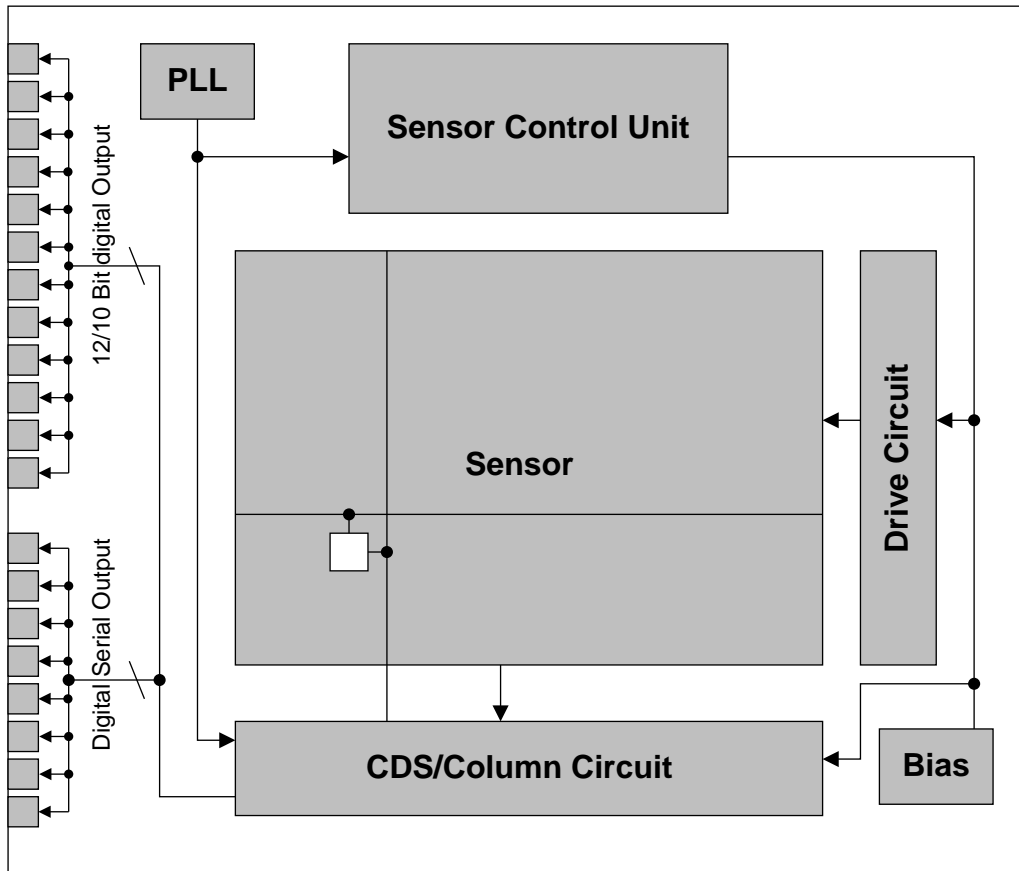 PLL
Sensor Control Unit
12/10 Bit digital Output
Sensor
Drive Circuit
Digital Serial Output
CDS/Column Circuit
Bias